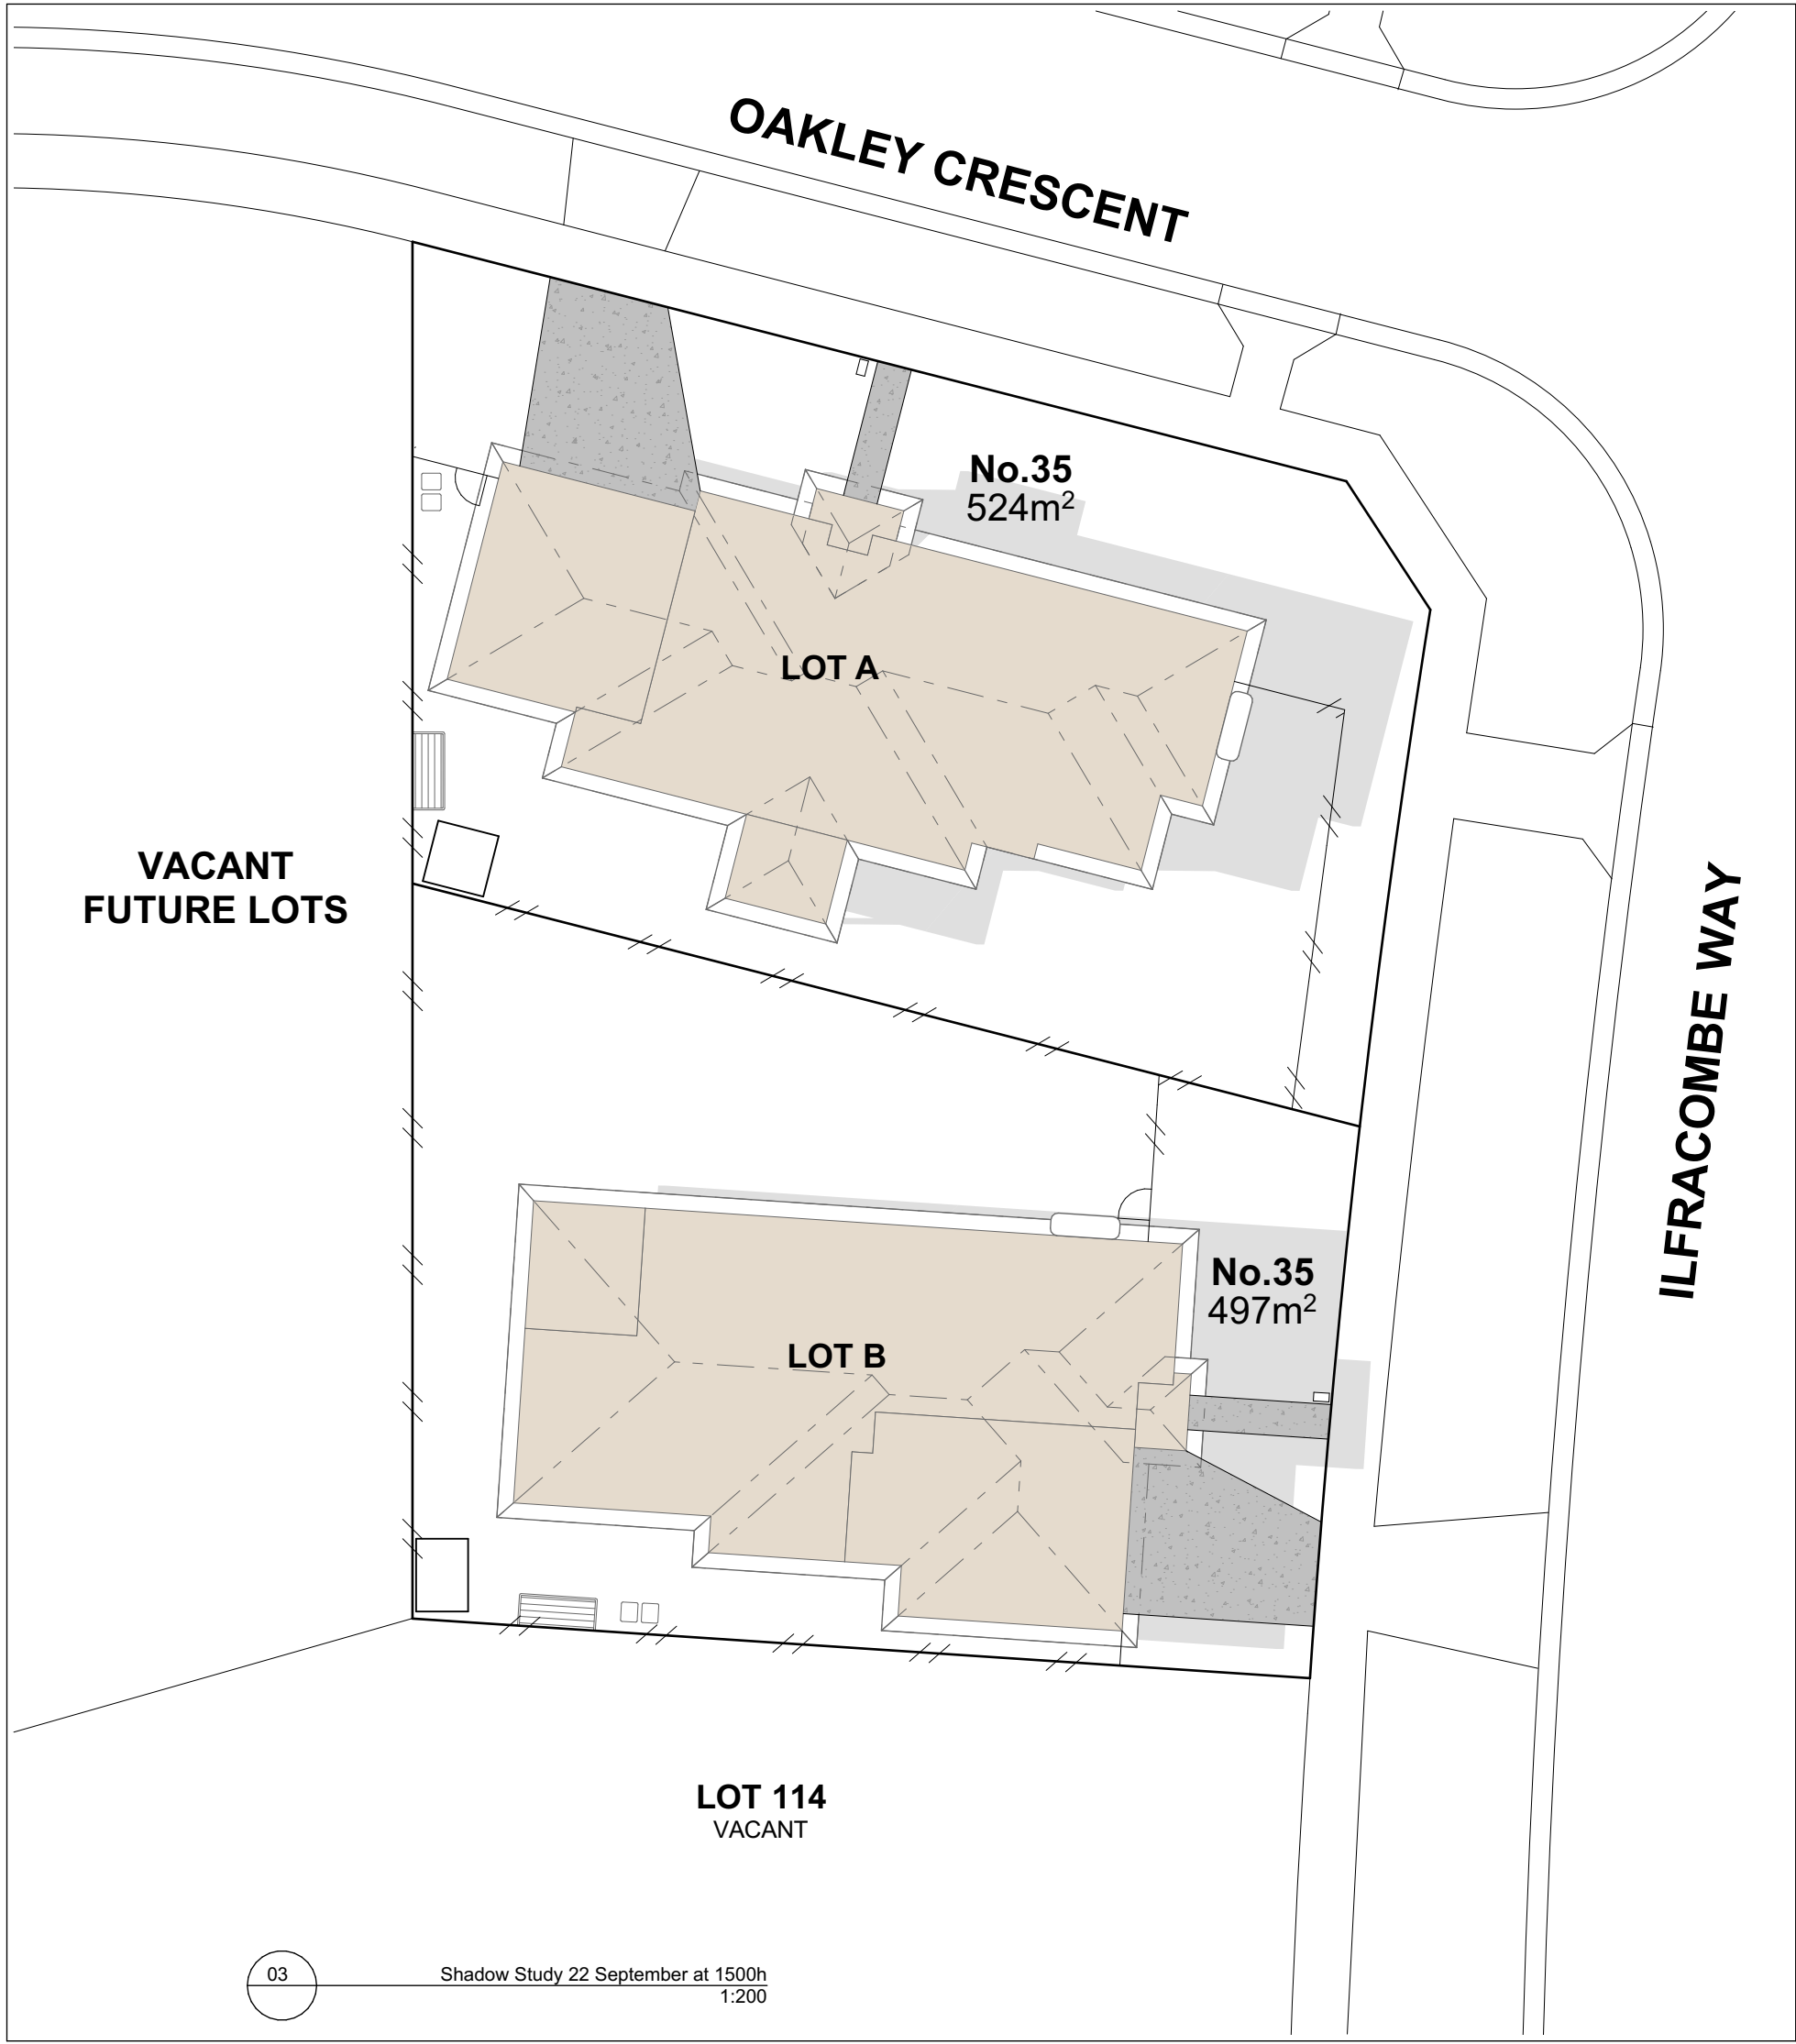 OAKLEY CRESCENT
No.35
524m²
LOT A
VACANT
FUTURE LOTS
ILFRACOMBE WAY
No.35
497m²
LOT B
LOT 114
VACANT
03
Shadow Study 22 September at 1500h
1:200